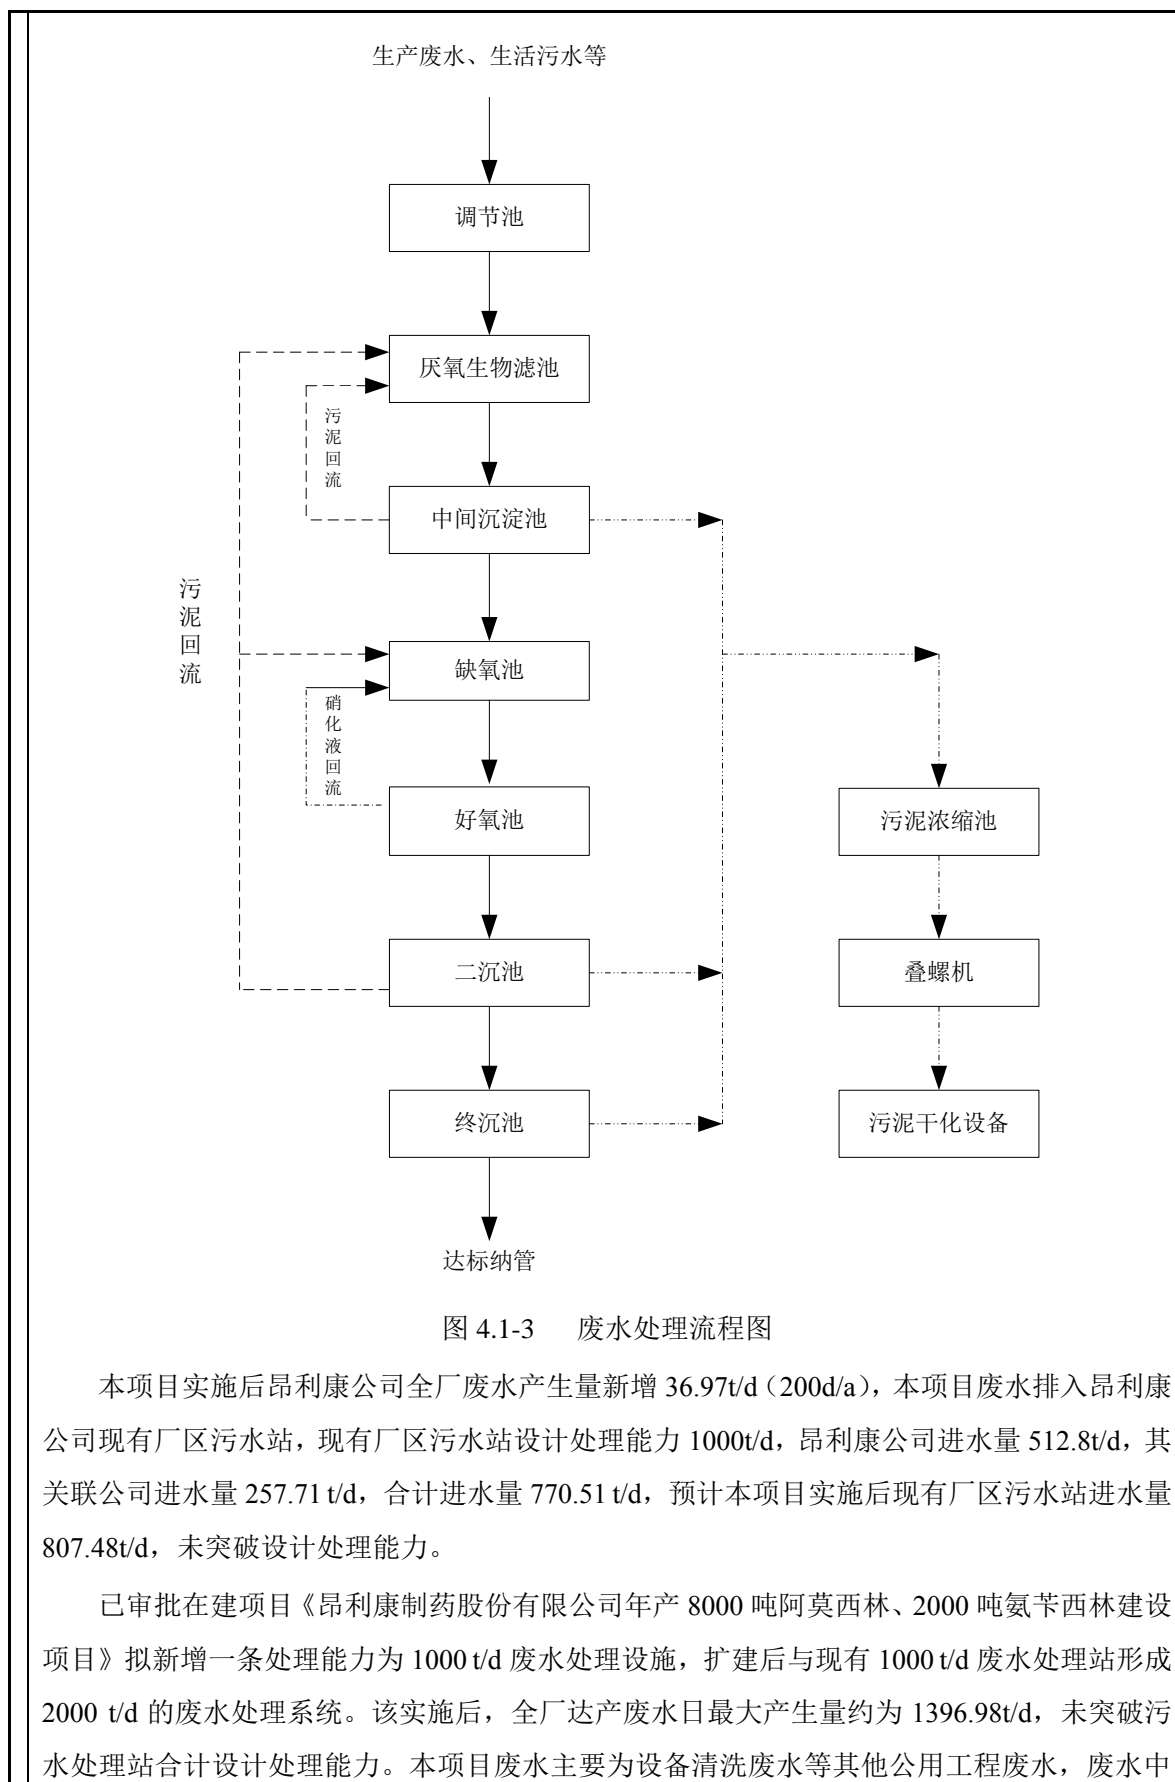 生产废水、生活污水等
调节池
厌氧生物滤池
污泥回流
中间沉淀池
污泥回流
缺氧池
硝化液回流
好氧池
污泥浓缩池
二沉池
叠螺机
终沉池
污泥干化设备
达标纳管
图 4.1-3 废水处理流程图
本项目实施后昂利康公司全厂废水产生量新增 36.97t/d（200d/a），本项目废水排入昂利康
公司现有厂区污水站，现有厂区污水站设计处理能力 1000t/d，昂利康公司进水量 512.8t/d，其
关联公司进水量 257.71 t/d，合计进水量 770.51 t/d，预计本项目实施后现有厂区污水站进水量
807.48t/d，未突破设计处理能力。
已审批在建项目《昂利康制药股份有限公司年产 8000 吨阿莫西林、2000 吨氨苄西林建设
项目》拟新增一条处理能力为 1000 t/d 废水处理设施，扩建后与现有 1000 t/d 废水处理站形成
2000 t/d 的废水处理系统。该实施后，全厂达产废水日最大产生量约为 1396.98t/d，未突破污
水处理站合计设计处理能力。本项目废水主要为设备清洗废水等其他公用工程废水，废水中